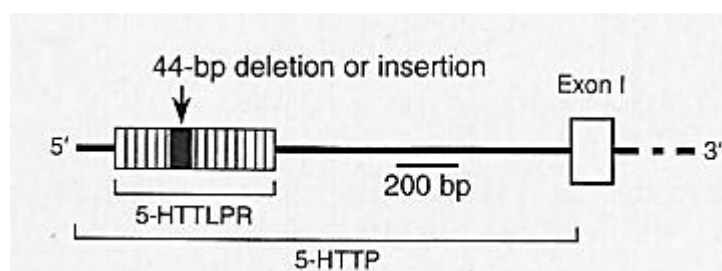 44-bp deletion or insertion
Exon I
5'
3'
200 bp
5-HTTLPR
5-HTTP